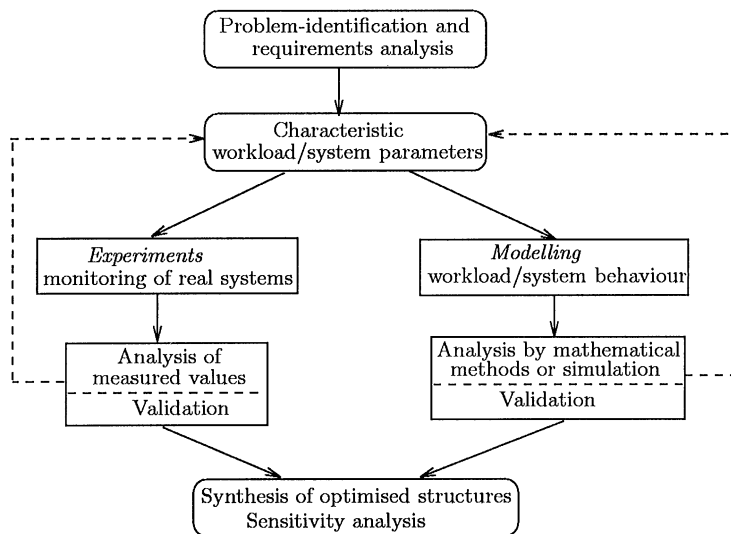 Problem-identification and
requirements analysis
Characteristic
workload/system parameters
Experiments
monitoring of real systems
Modelling
workload/system behaviour
Analysis of
measured values
Validation
Analysis by mathematical
methods or simulation
Validation
Synthesis of optimised structures
Sensitivity analysis